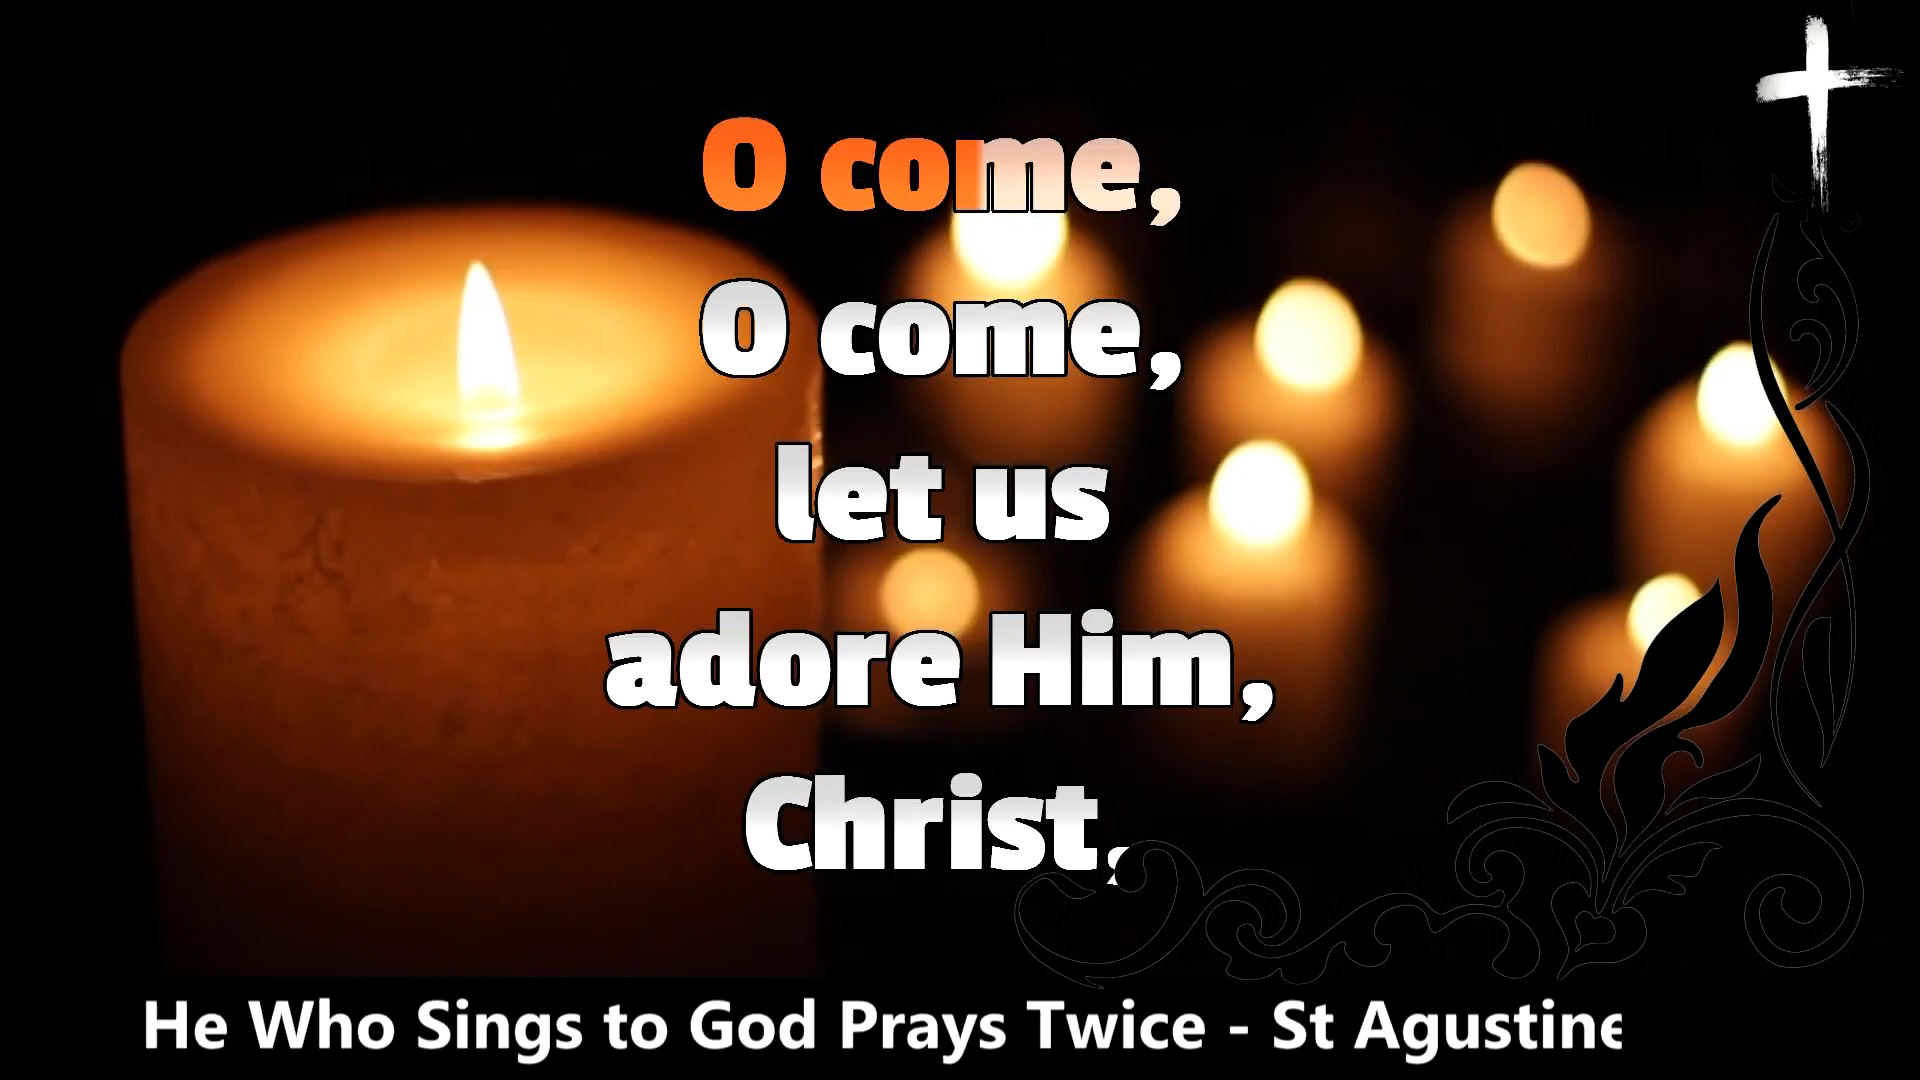 O come,
O come,
let us
adore Him,
Christ,
He Who Sings to God Prays Twice - St Agustine